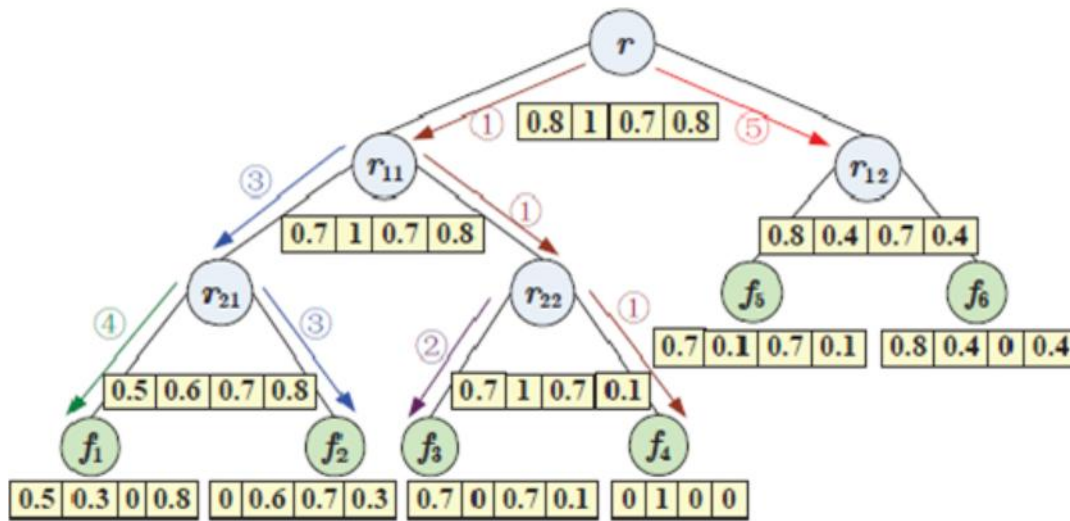 r
① 0.8 1 0.7 0.8 ⑤
r₁₁ r₁₂
③ ①
0.7 1 0.7 0.8 0.8 0.4 0.7 0.4
r₂₁ r₂₂ f₅ f₆
④ ③ ② ①
0.7 0.1 0.7 0.1 0.8 0.4 0 0.4
0.5 0.6 0.7 0.8 0.7 1 0.7 0.1
f₁ f₂ f₃ f₄
0.5 0.3 0 0.8 0 0.6 0.7 0.3 0.7 0 0.7 0.1 0 1 0 0